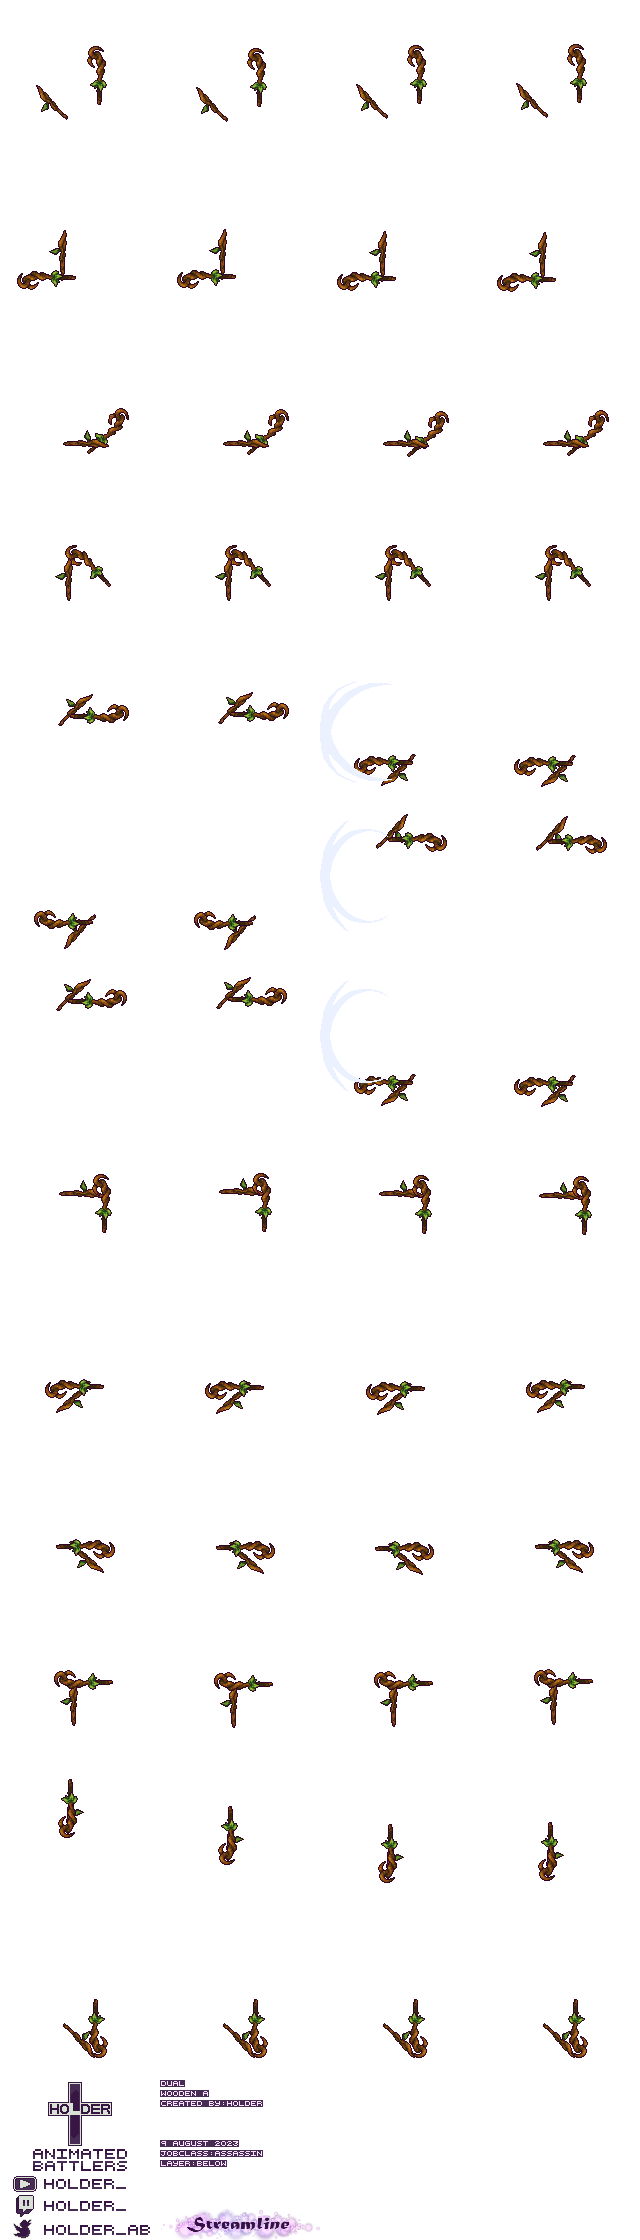 HOLDER
ANIMATED
BATTLERS
HOLDER_
HOLDER_
HOLDER_AB
DUAL
WOODEN A
CREATED BY:HOLDER
9 AUGUST 2023
JOBCLASS:ASSASSIN
LAYER:BELOW
Streamline